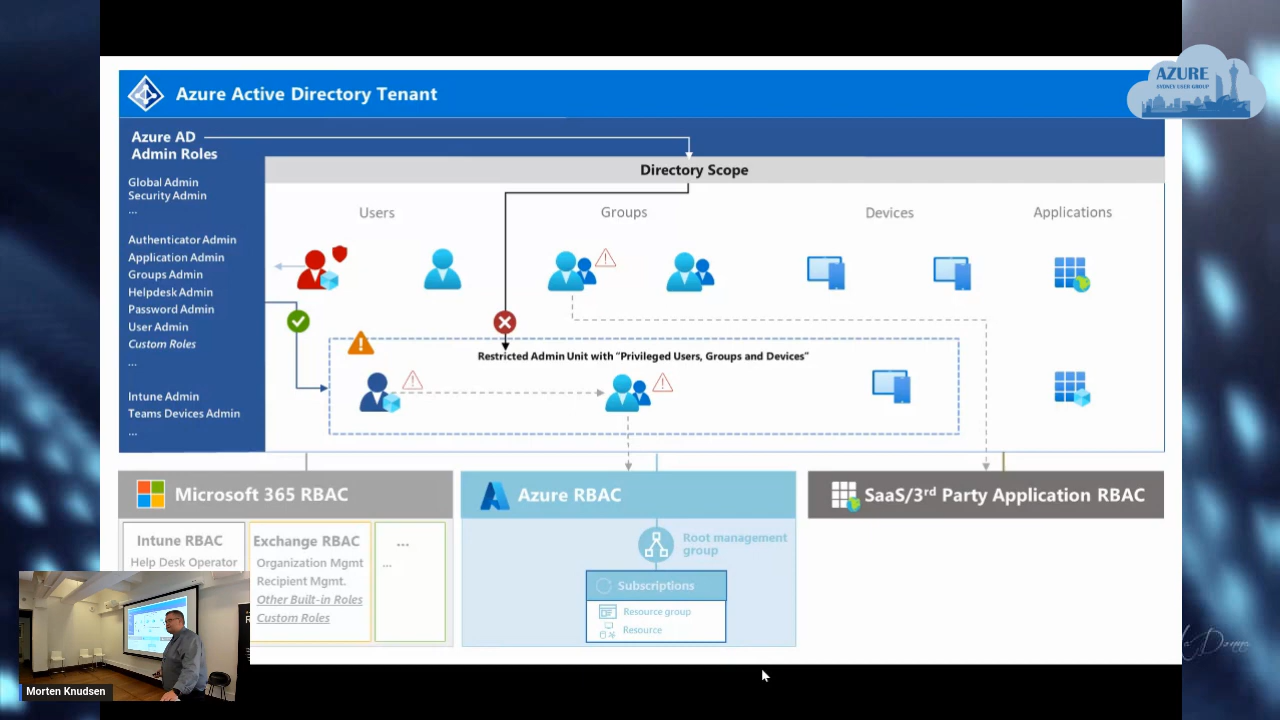 AZURE
SYDNEY USER GROUP
Azure Active Directory Tenant
Azure AD
Admin Roles
Global Admin
Security Admin
...
Authenticator Admin
Application Admin
Groups Admin
Helpdesk Admin
Password Admin
User Admin
Custom Roles
...
Intune Admin
Teams Devices Admin
...
Directory Scope
Users
Groups
Devices
Applications
Restricted Admin Unit with "Privileged Users, Groups and Devices"
Microsoft 365 RBAC
Intune RBAC
Help Desk Operator
Exchange RBAC
Organization Mgmt
Recipient Mgmt.
Other Built-in Roles
Custom Roles
...
...
Azure RBAC
Root management
group
Subscriptions
Resource group
Resource
SaaS/3rd Party Application RBAC
Morten Knudsen